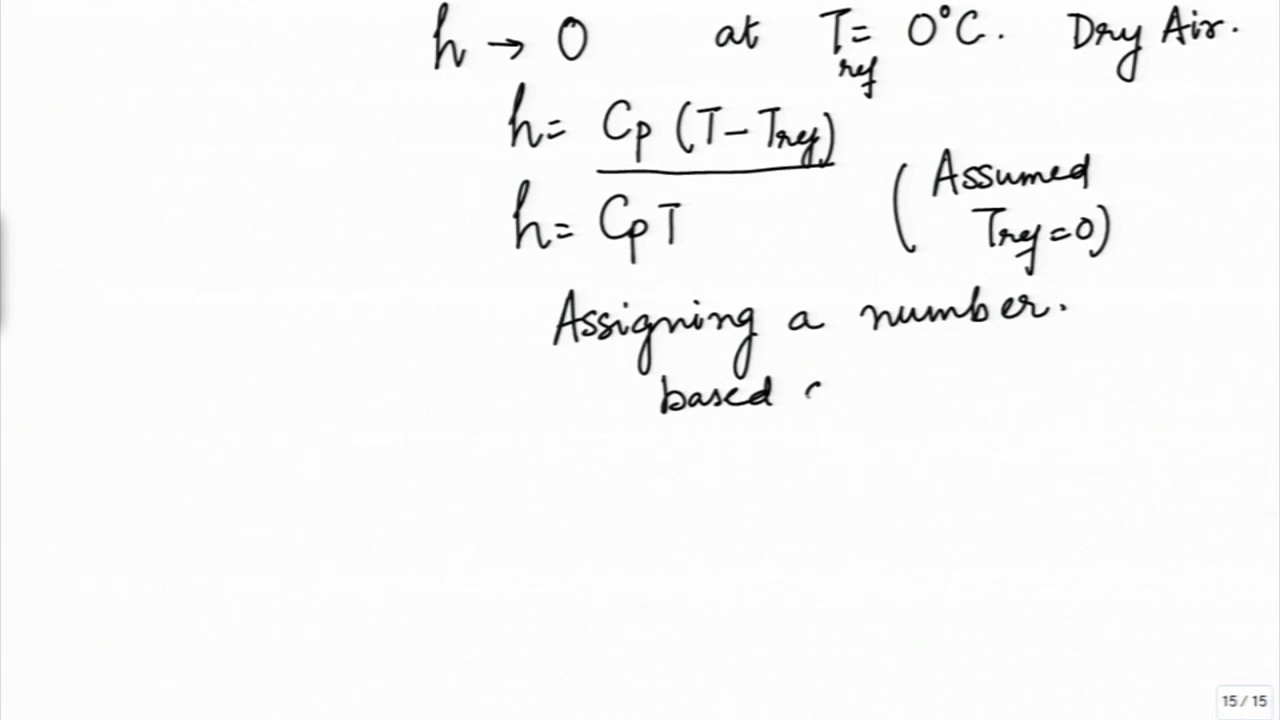 h → 0 at T_ref = 0°C. Dry Air.
h = Cp (T - Tref)
h = CpT (Assumed
Tref = 0)
Assigning a number.
based
15 / 15